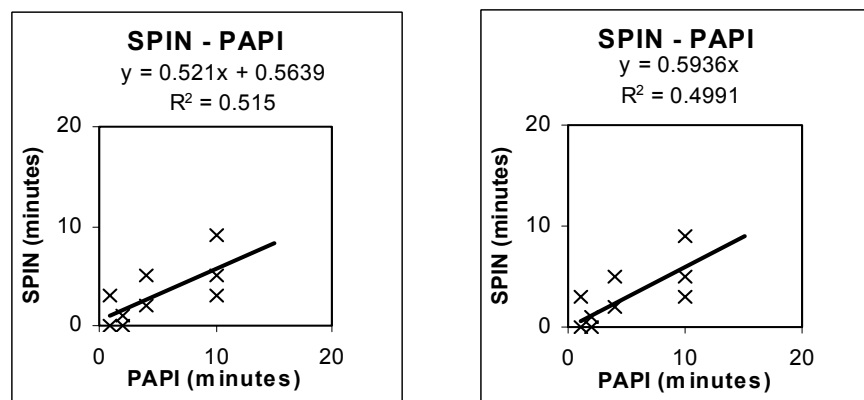 SPIN - PAPI
y = 0.521x + 0.5639
R² = 0.515
20
10
0
0 10 20
SPIN (minutes)
PAPI (minutes)
SPIN - PAPI
y = 0.5936x
R² = 0.4991
20
10
0
0 10 20
SPIN (minutes)
PAPI (minutes)